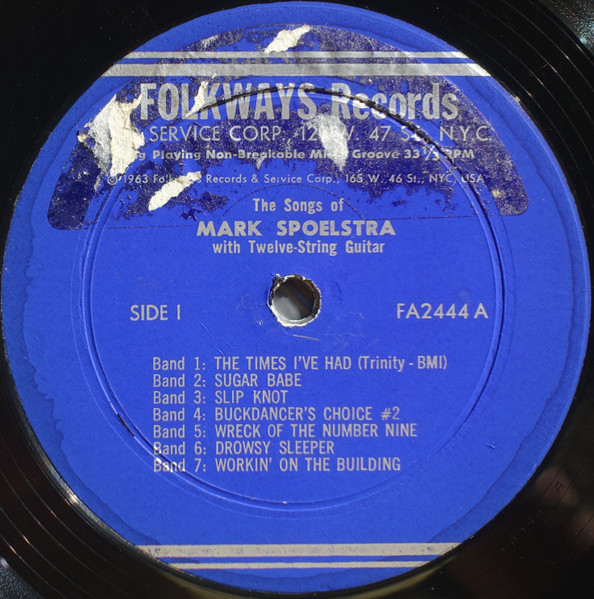 FOLKWAYS Records
SERVICE CORP. 47 ST., N.Y.C.
Playing Non-Breakable Groove 33⅓ RPM
© 1963 Records & Service Corp., 165 W. 46 St., NYC, USA
The Songs of
MARK SPOELSTRA
with Twelve-String Guitar
SIDE I
FA2444 A
Band 1: THE TIMES I'VE HAD (Trinity - BMI)
Band 2: SUGAR BABE
Band 3: SLIP KNOT
Band 4: BUCKDANCER'S CHOICE #2
Band 5: WRECK OF THE NUMBER NINE
Band 6: DROWSY SLEEPER
Band 7: WORKIN' ON THE BUILDING